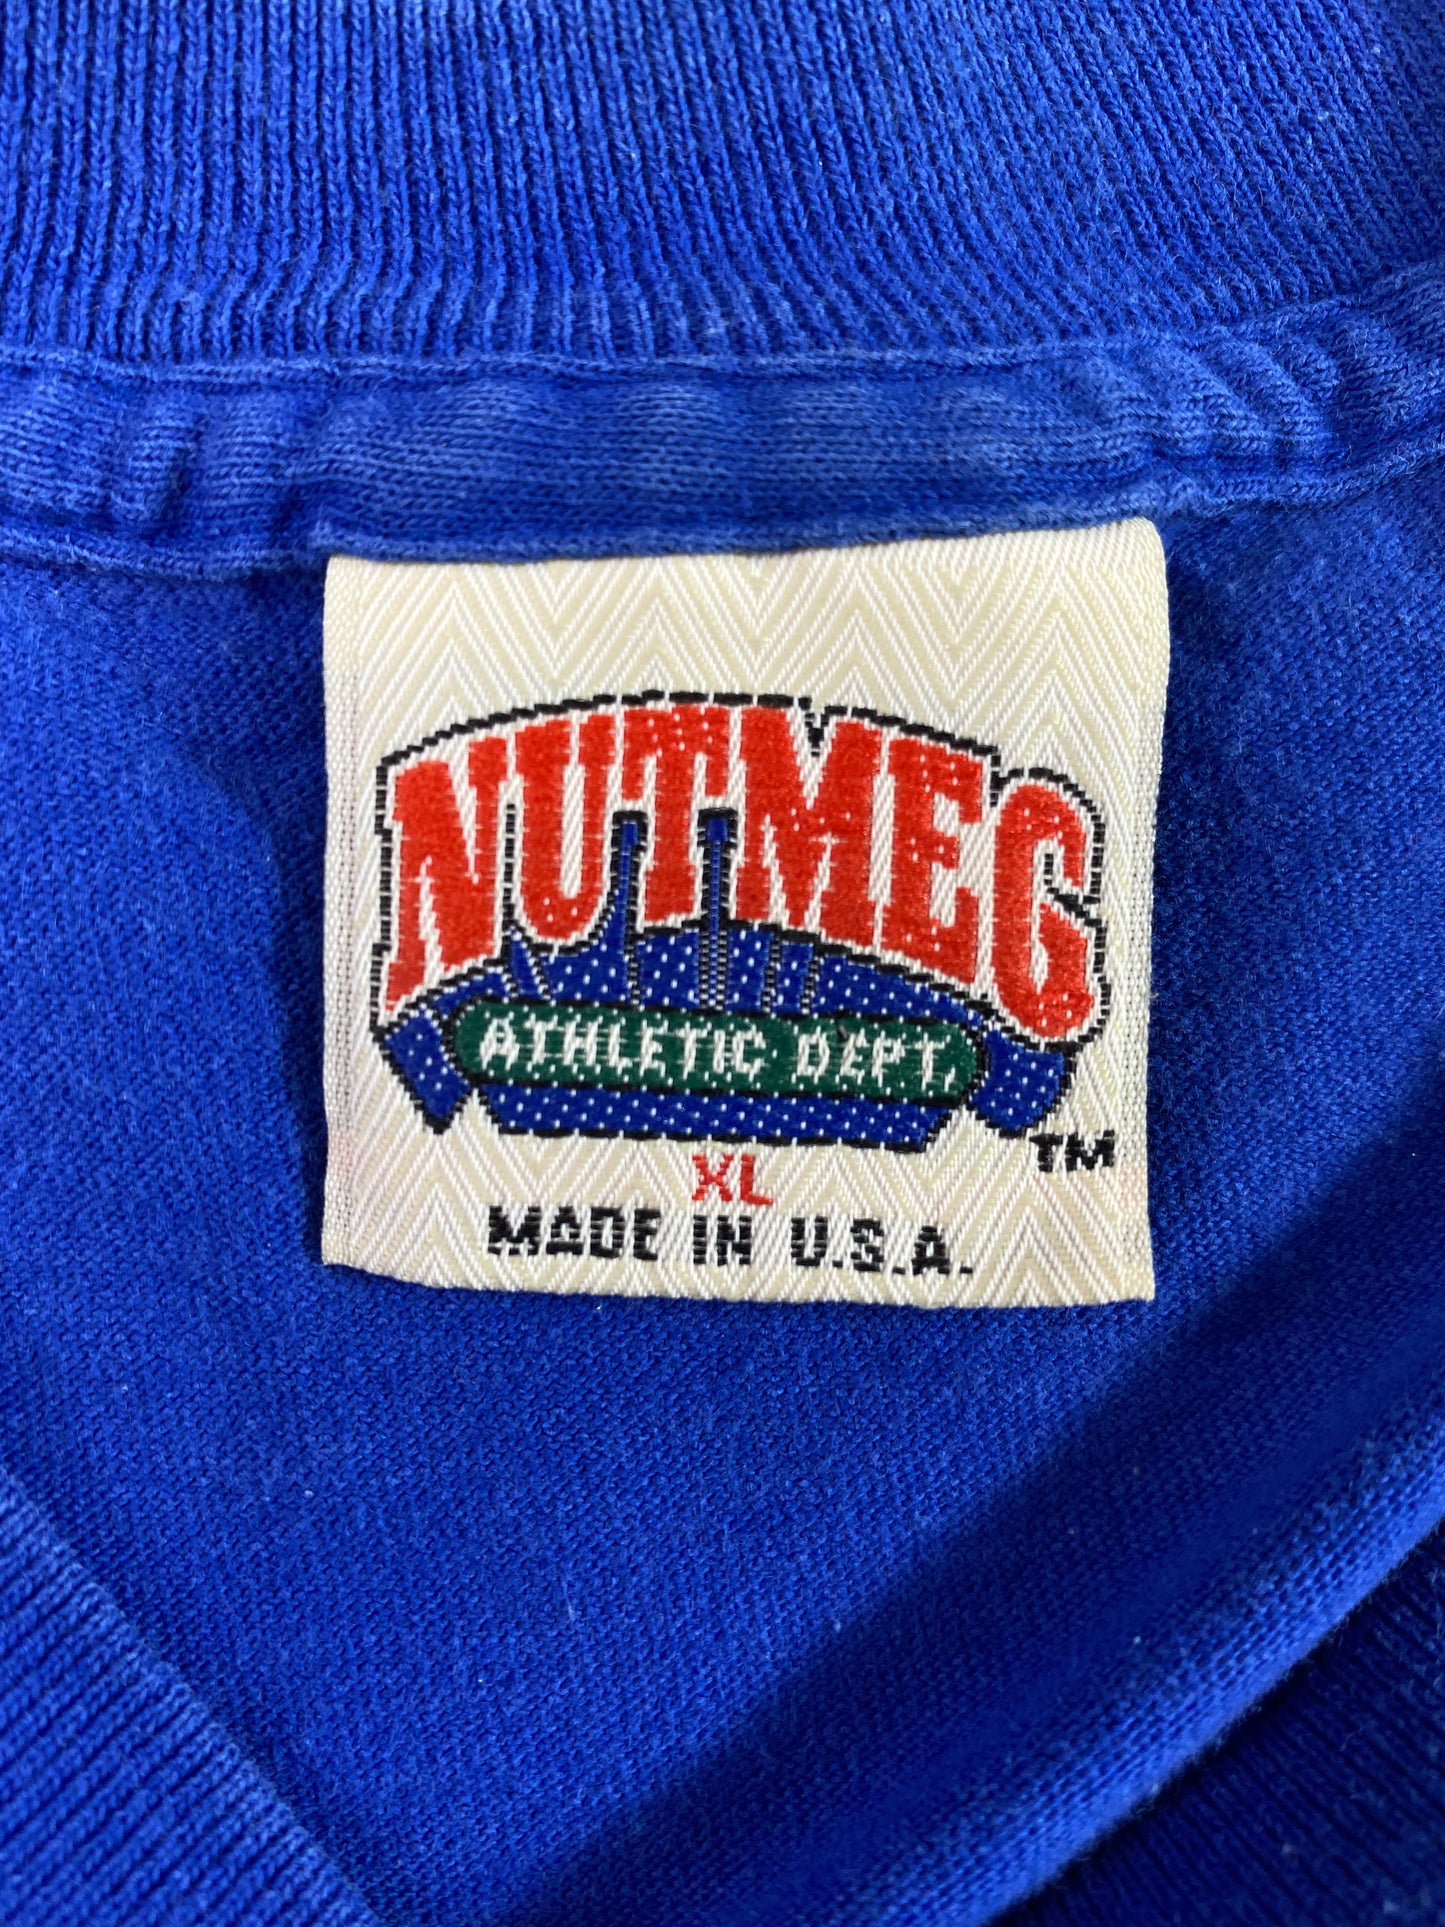 NUTMEG
ATHLETIC DEPT.
TM
XL
MADE IN U.S.A.